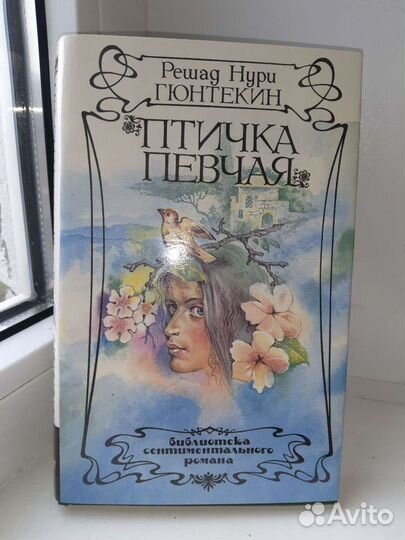 Решад Нури
ГЮНТЕКИН
ПТИЧКА
ПЕВЧАЯ
библиотека
сентиментального
романа
Avito